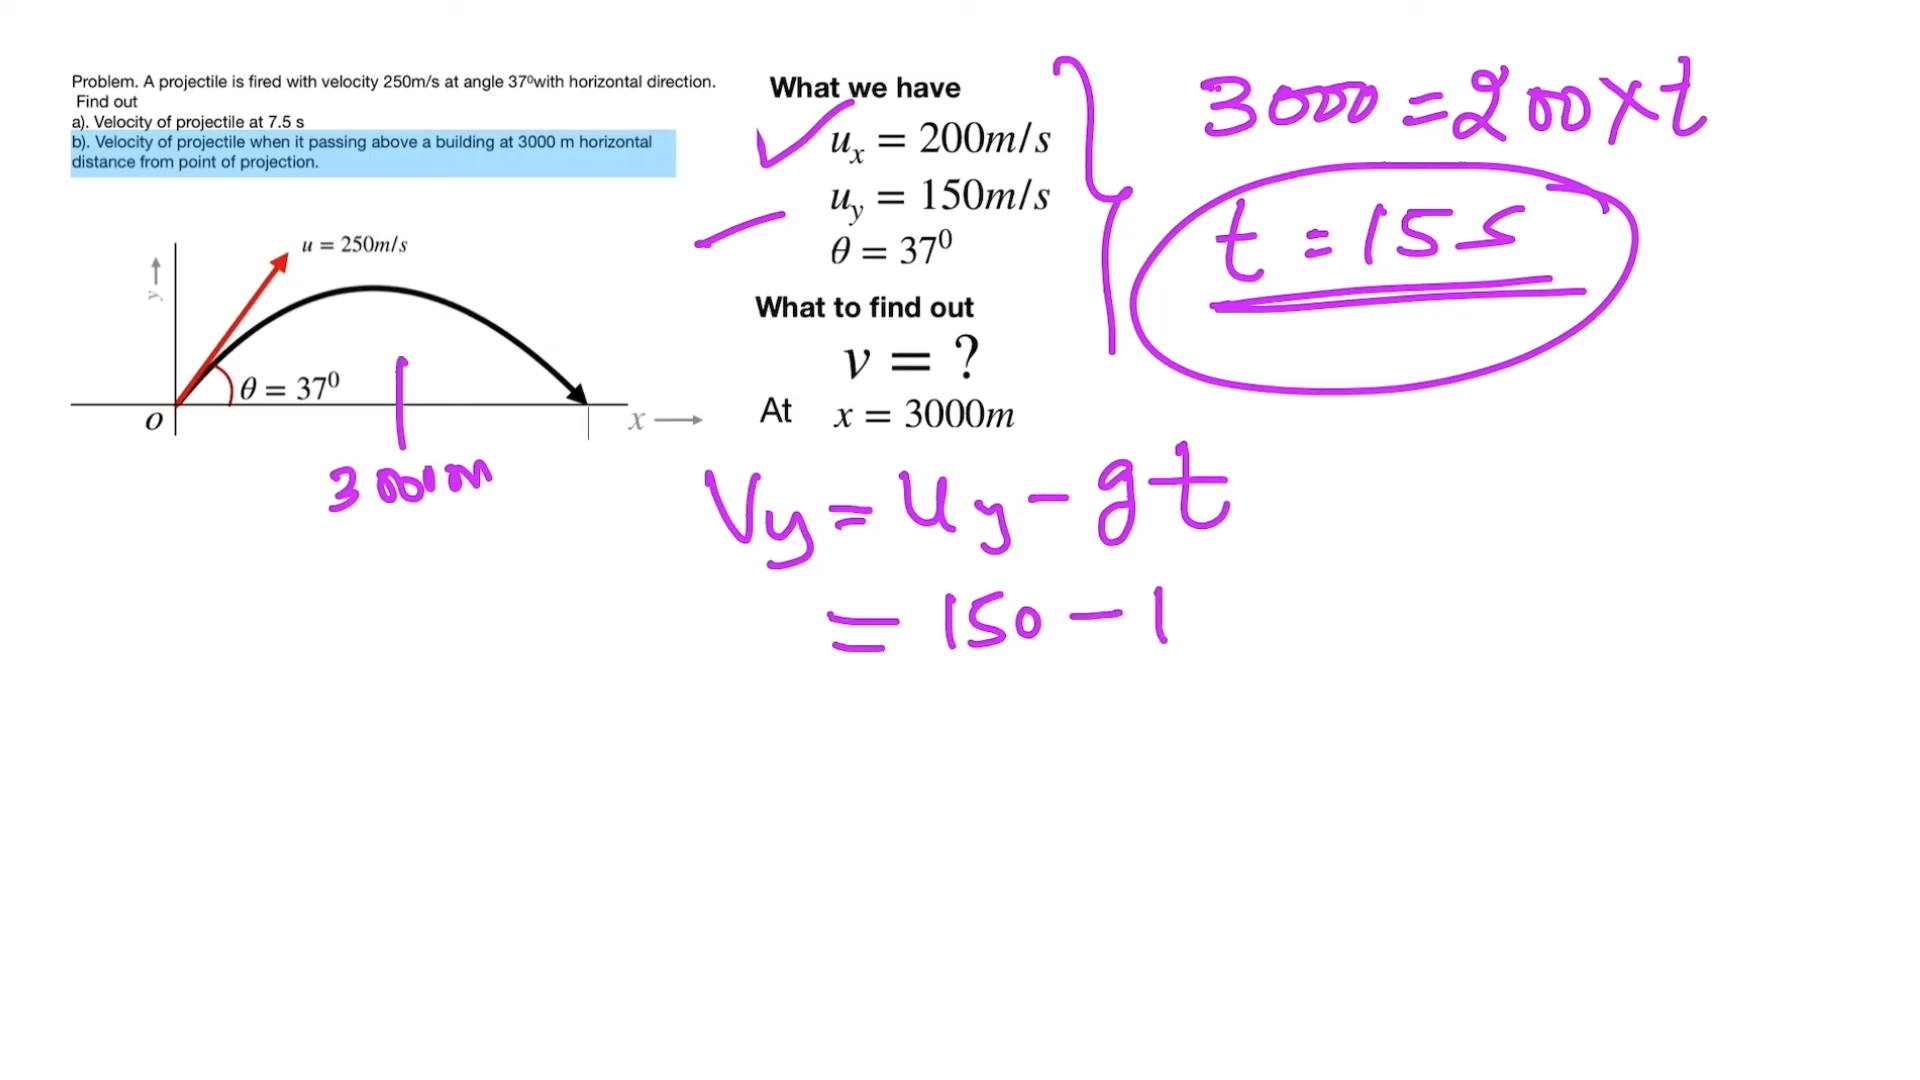 Problem. A projectile is fired with velocity 250m/s at angle 37⁰with horizontal direction.
Find out
a). Velocity of projectile at 7.5 s
b). Velocity of projectile when it passing above a building at 3000 m horizontal
distance from point of projection.
u = 250m/s
y
θ = 37⁰
o
x
3000m
What we have
uₓ = 200m/s
u_y = 150m/s
θ = 37⁰
What to find out
v = ?
At x = 3000m
3000 = 200 × t
t = 15 s
Vy = uy - gt
= 150 - 1